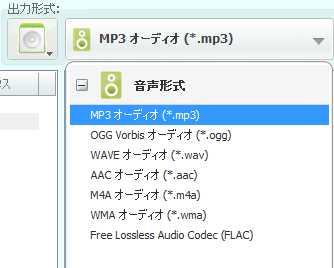 出力形式:
MP3 オーディオ (*.mp3)
ス
音声形式
MP3 オーディオ (*.mp3)
OGG Vorbis オーディオ (*.ogg)
WAVE オーディオ (*.wav)
AAC オーディオ (*.aac)
M4A オーディオ (*.m4a)
WMA オーディオ (*.wma)
Free Lossless Audio Codec (FLAC)